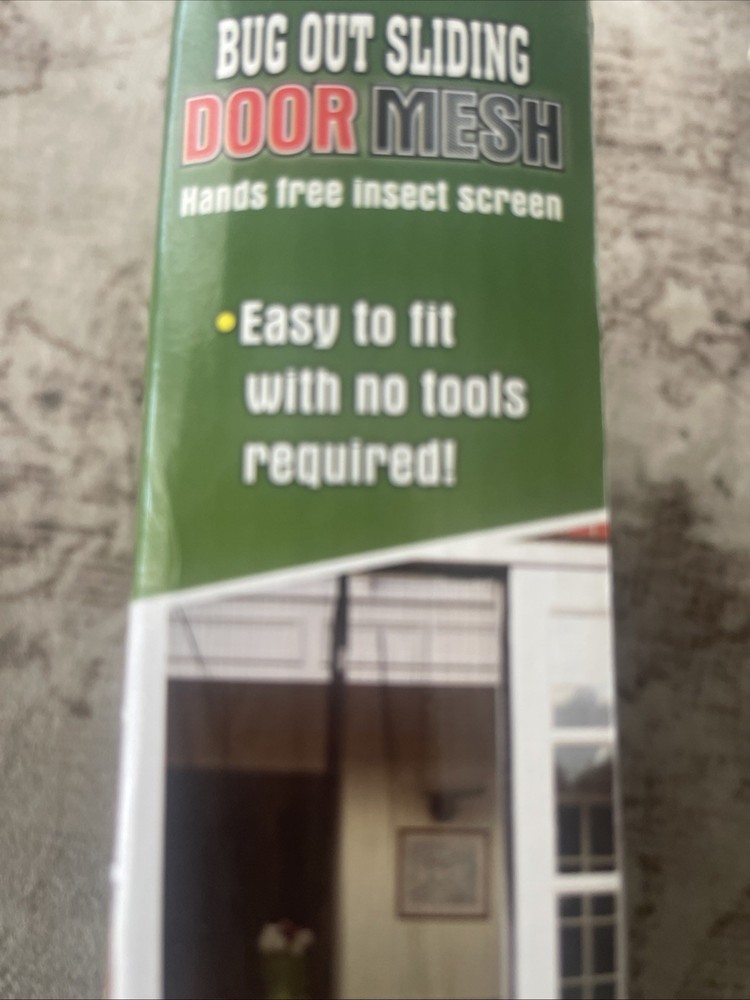 BUG OUT SLIDING
DOOR MESH
Hands free insect screen
•Easy to fit
with no tools
required!